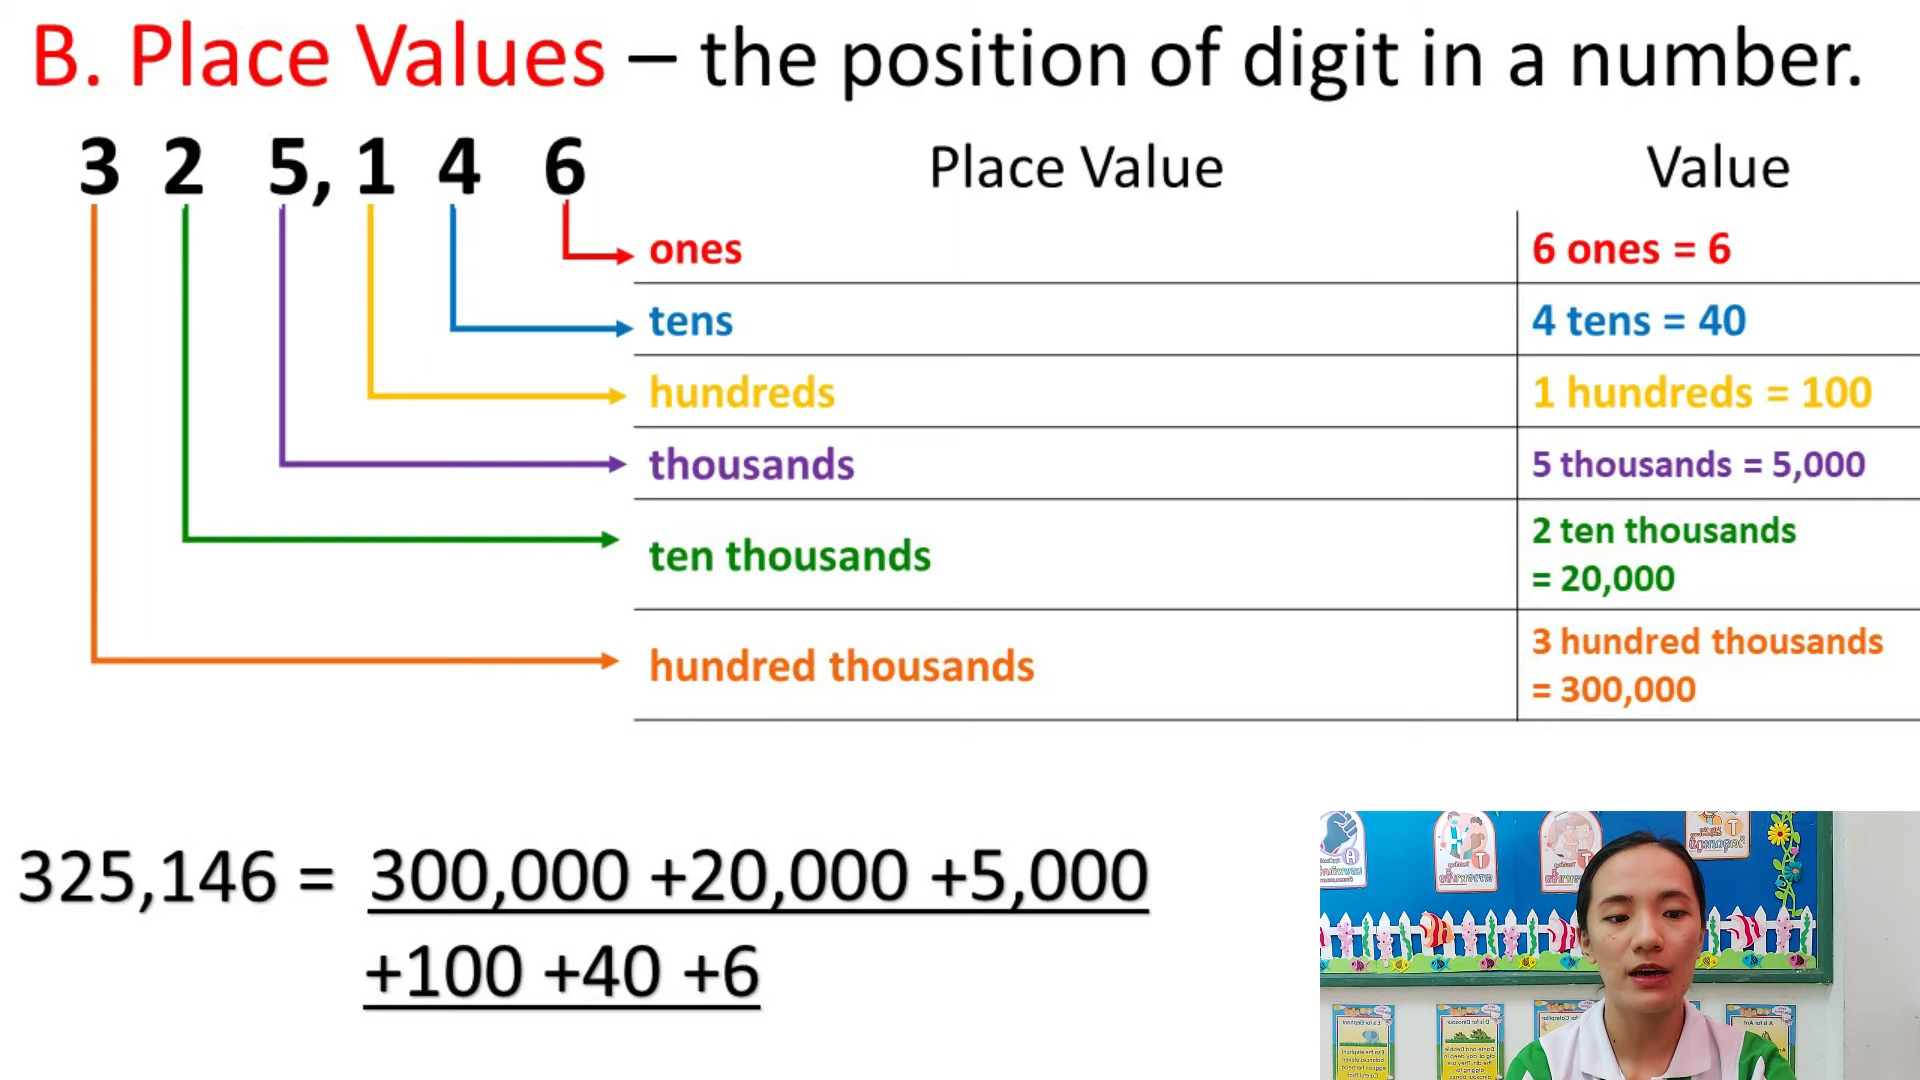 B. Place Values – the position of digit in a number.
3 2 5, 1 4 6
Place Value Value
ones 6 ones = 6
tens 4 tens = 40
hundreds 1 hundreds = 100
thousands 5 thousands = 5,000
ten thousands 2 ten thousands
= 20,000
hundred thousands 3 hundred thousands
= 300,000
325,146 = 300,000 +20,000 +5,000
+100 +40 +6